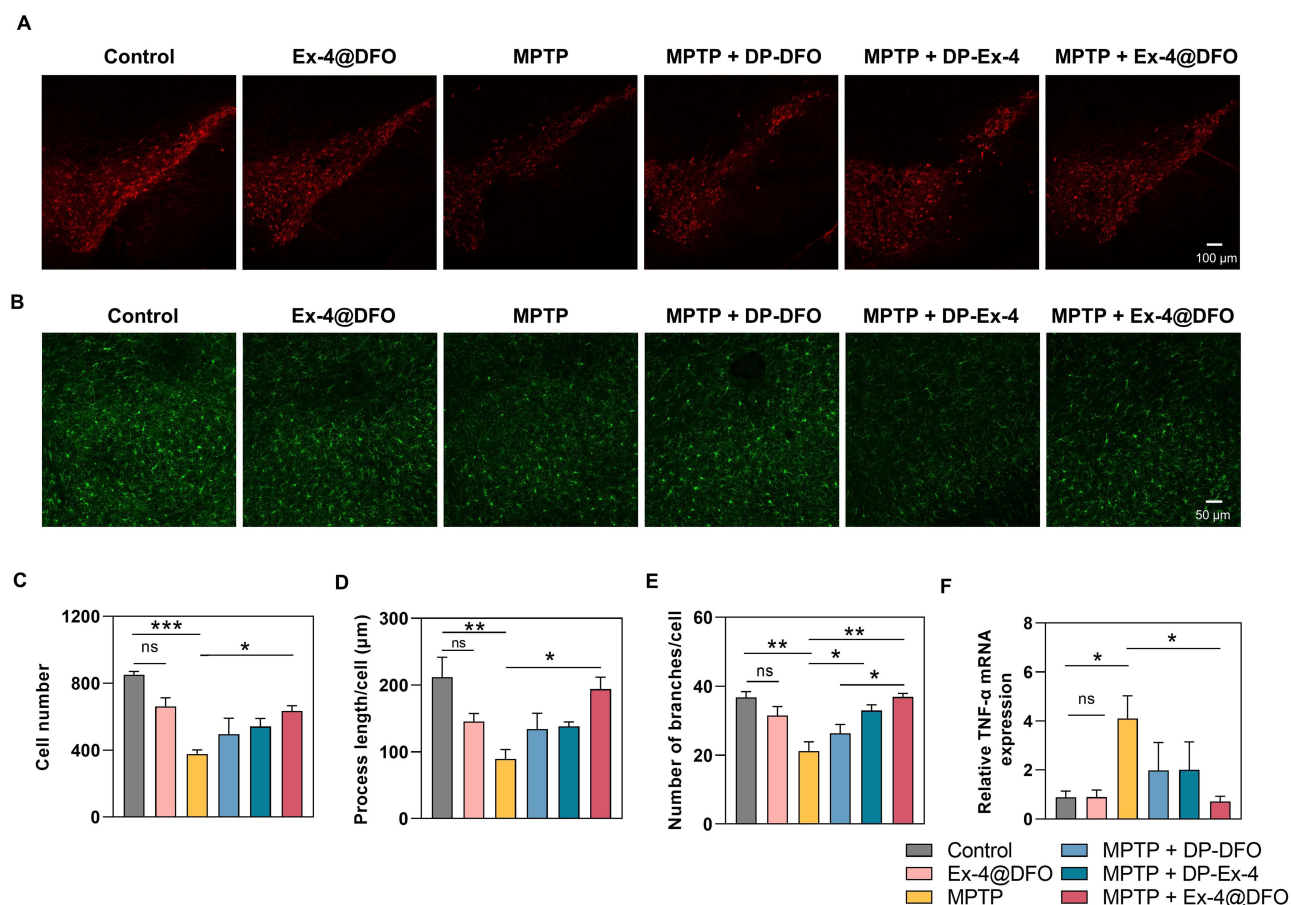 A
Control Ex-4@DFO MPTP MPTP + DP-DFO MPTP + DP-Ex-4 MPTP + Ex-4@DFO
100 µm
B
Control Ex-4@DFO MPTP MPTP + DP-DFO MPTP + DP-Ex-4 MPTP + Ex-4@DFO
50 µm
C
Cell number
1200
800
400
0
***
ns
*
D
Process length/cell (µm)
300
200
100
0
**
ns
*
E
Number of branches/cell
60
40
20
0
**
**
*
ns
*
F
Relative TNF-α mRNA
expression
8
6
4
2
0
*
*
ns
Control MPTP + DP-DFO
Ex-4@DFO MPTP + DP-Ex-4
MPTP MPTP + Ex-4@DFO